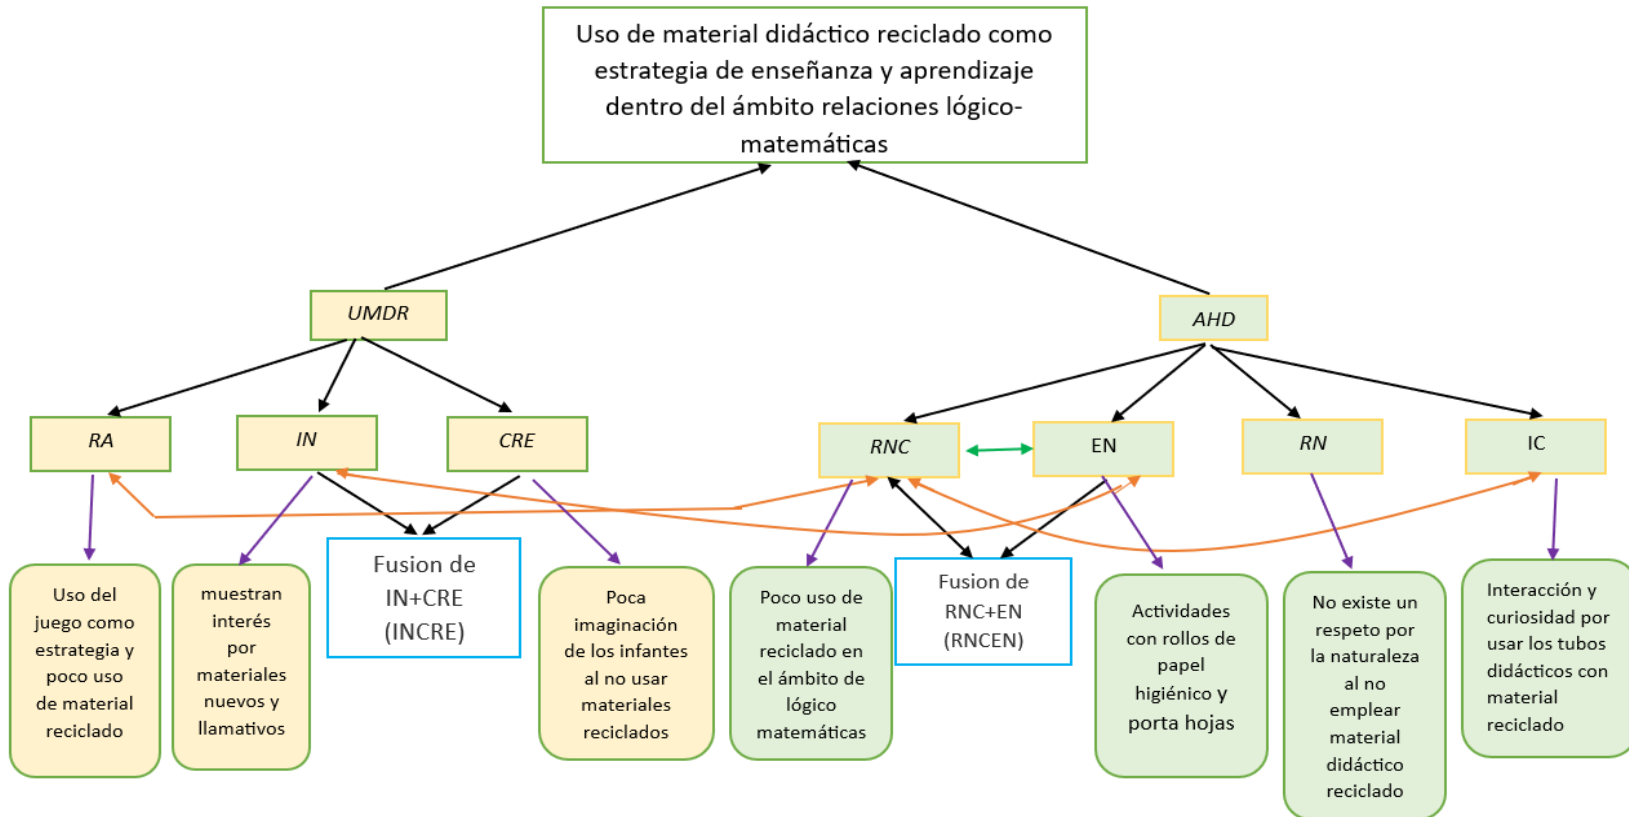 Uso de material didáctico reciclado como
estrategia de enseñanza y aprendizaje
dentro del ámbito relaciones lógico-
matemáticas
UMDR
AHD
RA
IN
CRE
RNC
EN
RN
IC
Uso del
juego como
estrategia y
poco uso
de material
reciclado
muestran
interés
por
materiales
nuevos y
llamativos
Fusion de
IN+CRE
(INCRE)
Poca
imaginación
de los infantes
al no usar
materiales
reciclados
Poco uso de
material
reciclado en
el ámbito de
lógico
matemáticas
Fusion de
RNC+EN
(RNCEN)
Actividades
con rollos de
papel
higiénico y
porta hojas
No existe un
respeto por
la naturaleza
al no
emplear
material
didáctico
reciclado
Interacción y
curiosidad por
usar los tubos
didácticos con
material
reciclado